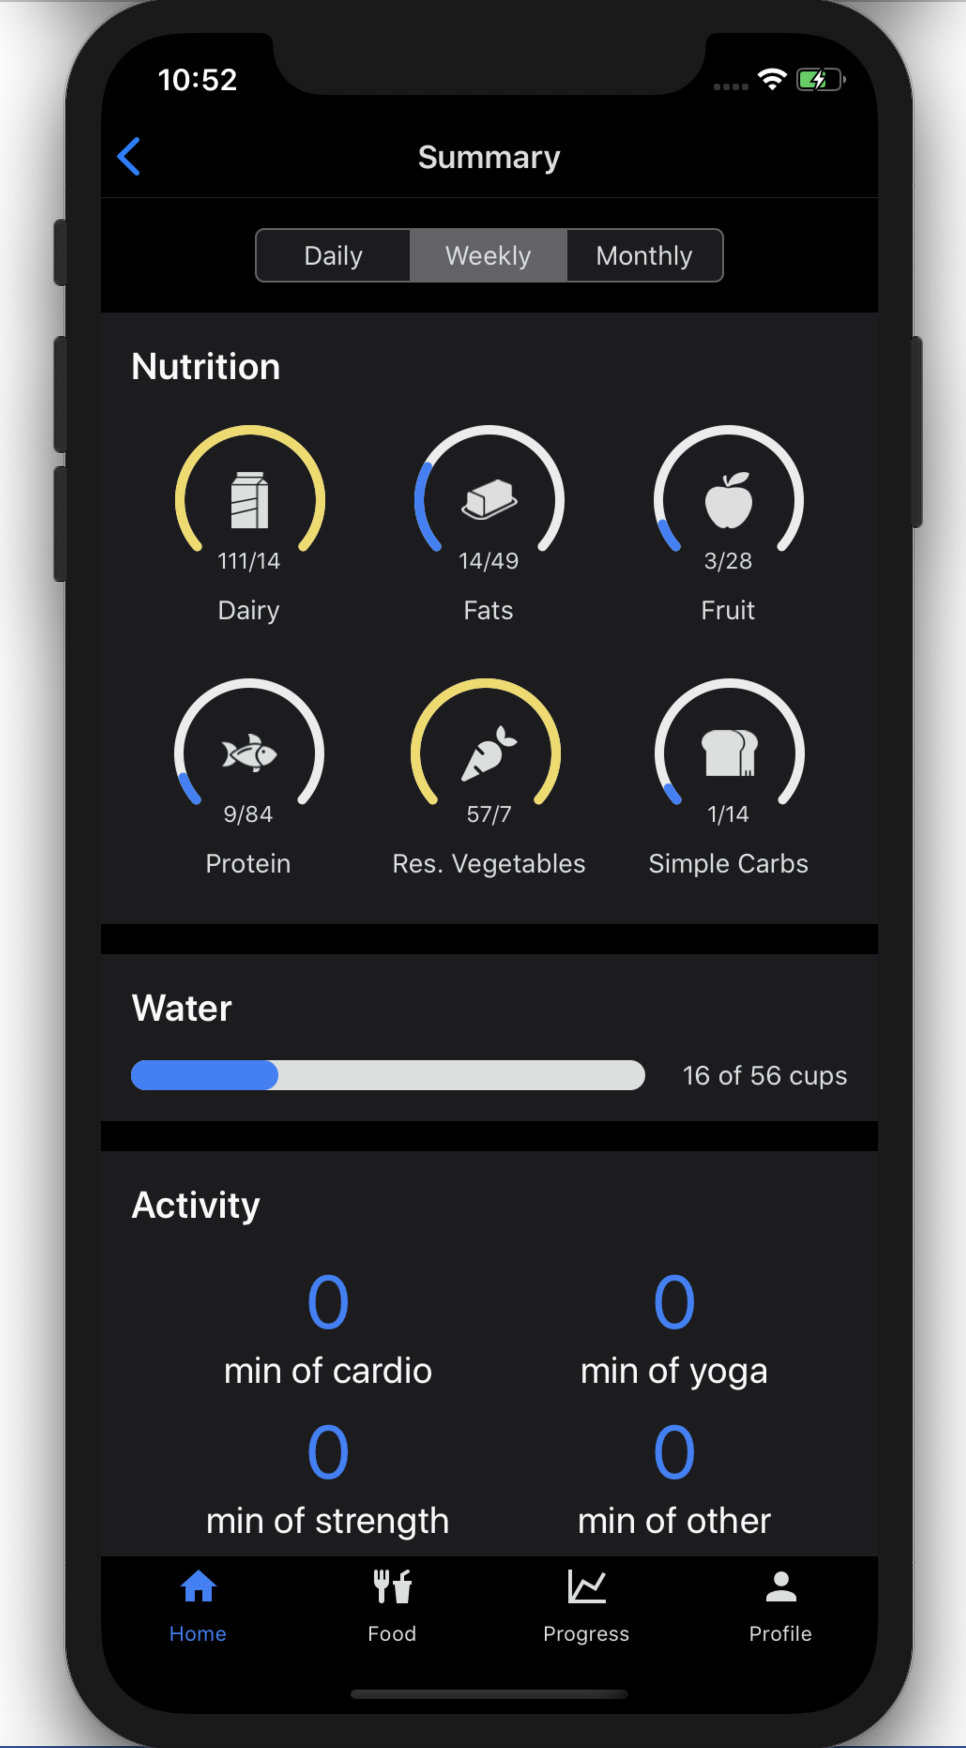 10:52
Summary
Daily Weekly Monthly
Nutrition
111/14 14/49 3/28
Dairy Fats Fruit
9/84 57/7 1/14
Protein Res. Vegetables Simple Carbs
Water
16 of 56 cups
Activity
0 0
min of cardio min of yoga
0 0
min of strength min of other
Home Food Progress Profile